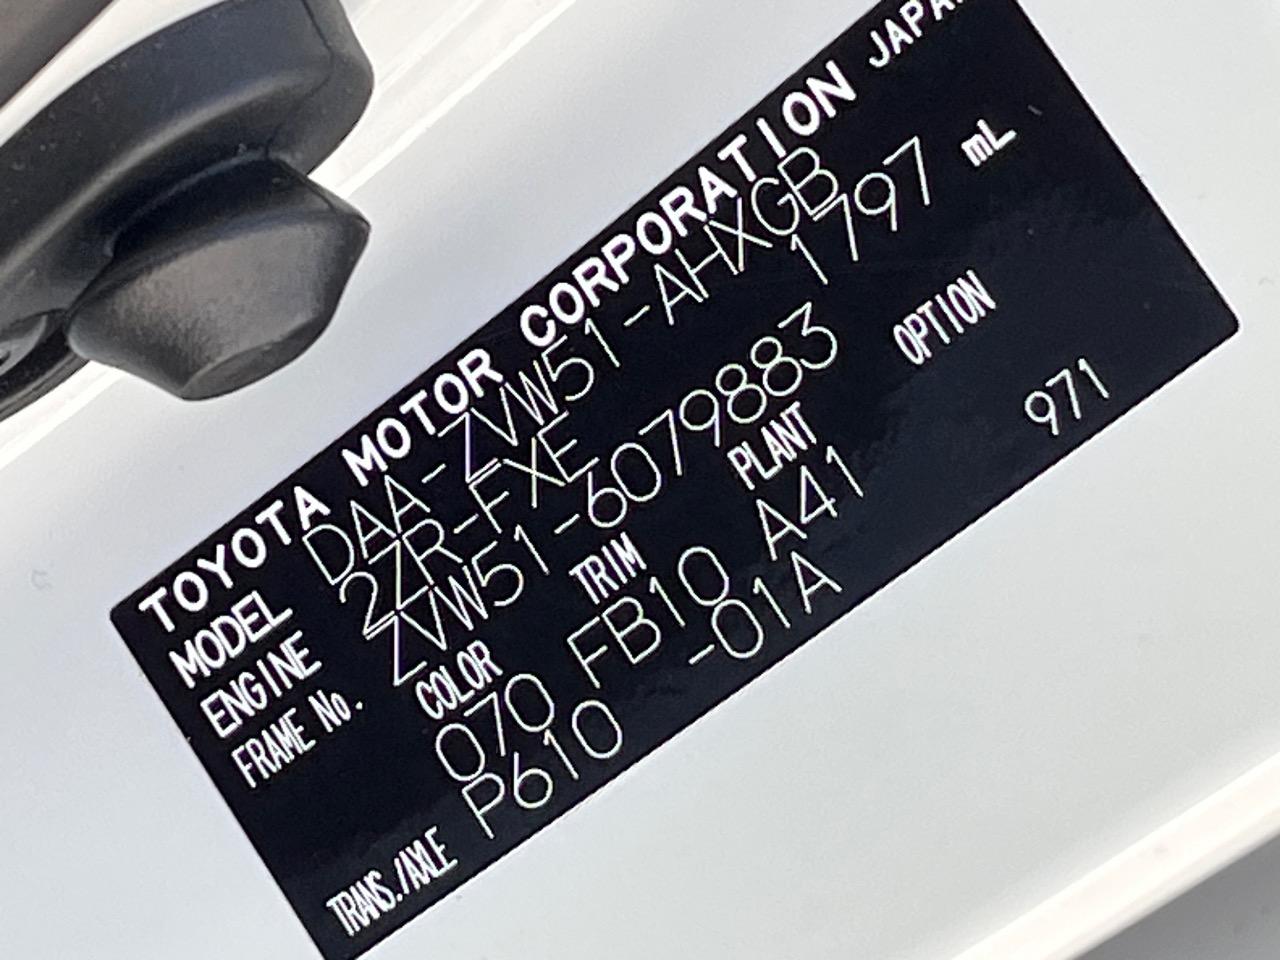 TOYOTA MOTOR CORPORATION JAPAN
MODEL DAA-ZVW51-AHXGB
ENGINE 2ZR-FXE 1797 mL
FRAME No. ZVW51-6079883
COLOR TRIM PLANT OPTION
070 FB10 A41 971
TRANS./AXLE P610 -01A